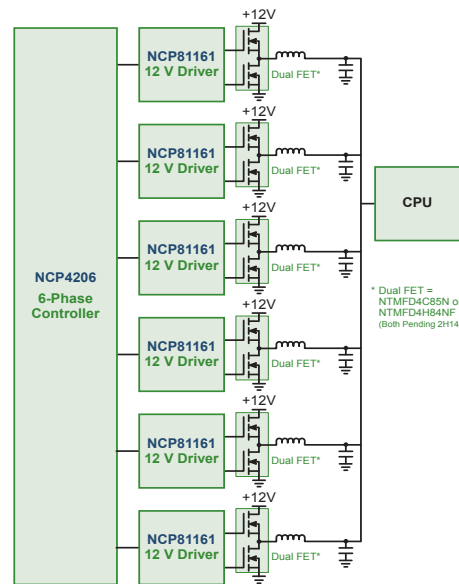 +12V
NCP81161
12 V Driver
Dual FET*
+12V
NCP81161
12 V Driver
Dual FET*
+12V
NCP81161
12 V Driver
Dual FET*
NCP4206
6-Phase
Controller
CPU
* Dual FET =
NTMFD4C85N o
NTMFD4H84NF
(Both Pending 2H14
+12V
NCP81161
12 V Driver
Dual FET*
+12V
NCP81161
12 V Driver
Dual FET*
+12V
NCP81161
12 V Driver
Dual FET*